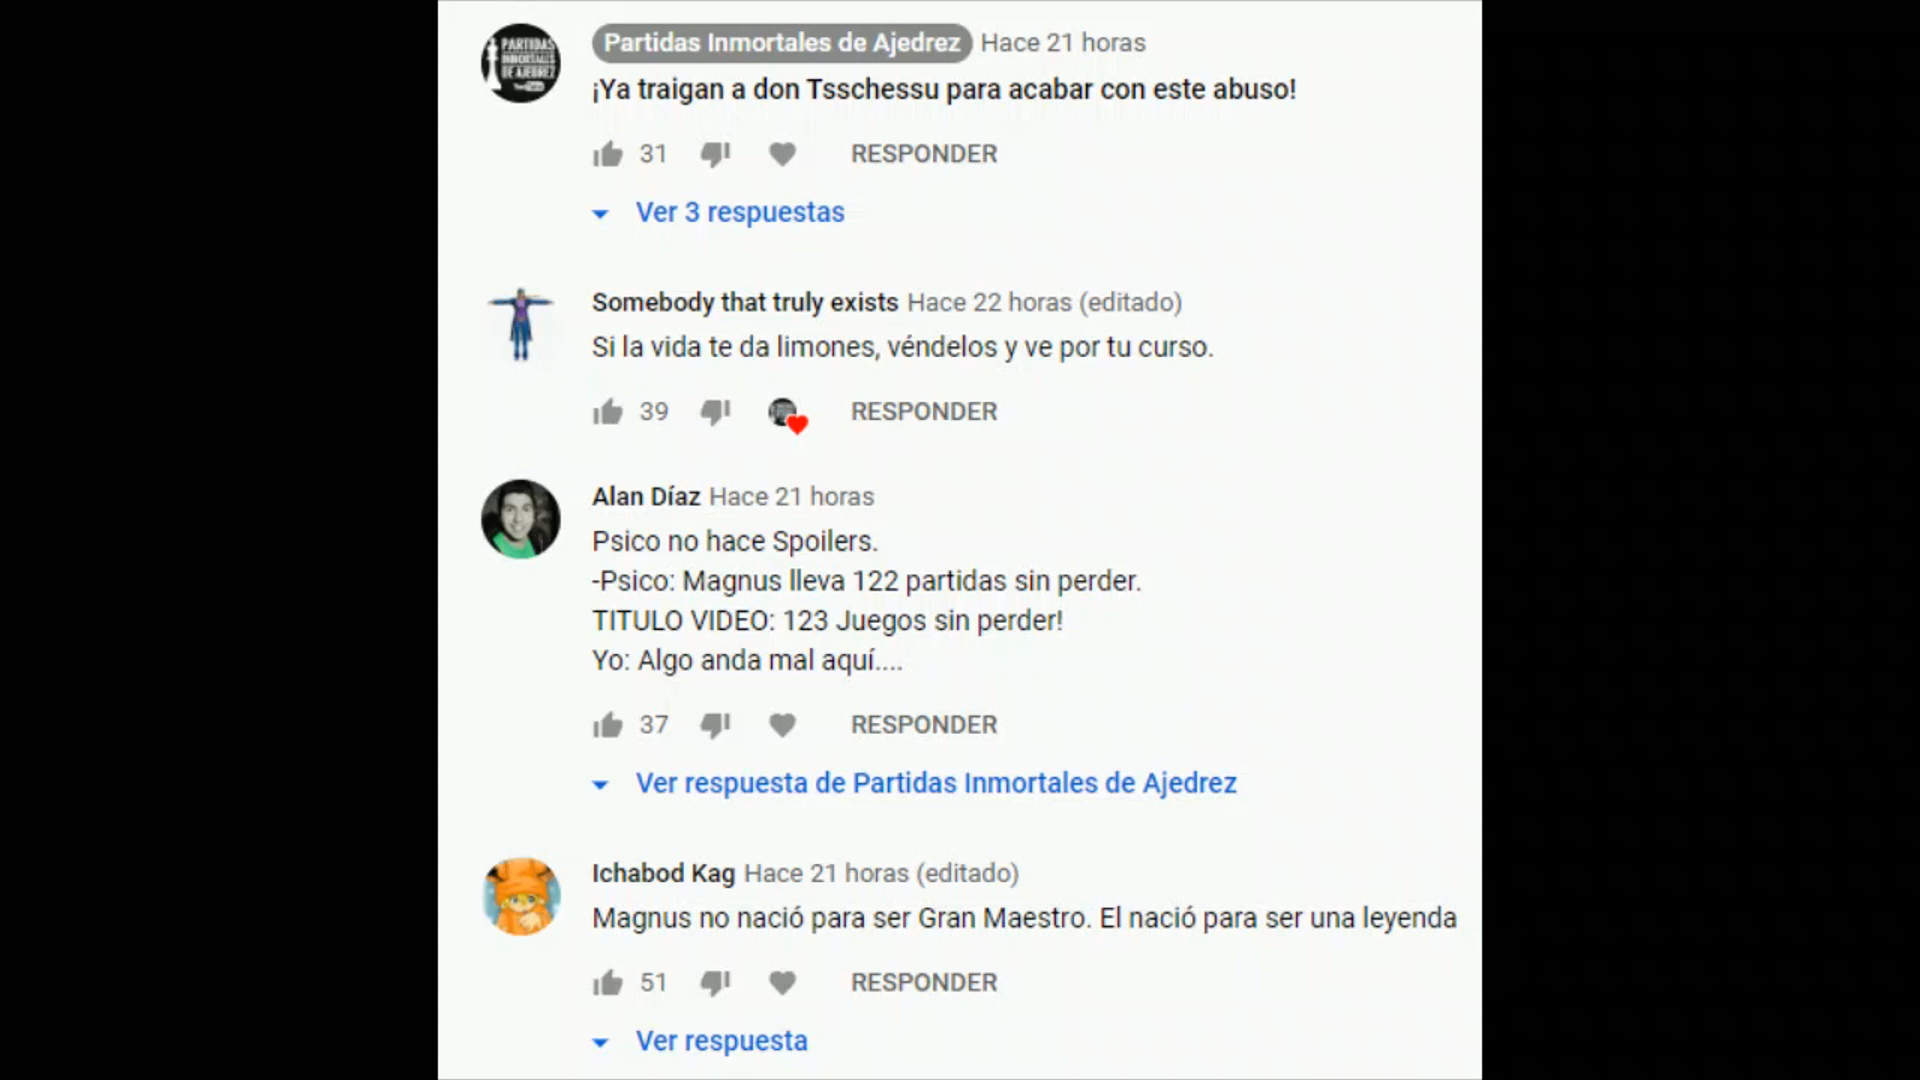 PARTIDAS
INMORTALES
DE AJEDREZ
Partidas Inmortales de Ajedrez Hace 21 horas
¡Ya traigan a don Tsschessu para acabar con este abuso!
31 RESPONDER
Ver 3 respuestas
Somebody that truly exists Hace 22 horas (editado)
Si la vida te da limones, véndelos y ve por tu curso.
39 RESPONDER
Alan Díaz Hace 21 horas
Psico no hace Spoilers.
-Psico: Magnus lleva 122 partidas sin perder.
TITULO VIDEO: 123 Juegos sin perder!
Yo: Algo anda mal aquí....
37 RESPONDER
Ver respuesta de Partidas Inmortales de Ajedrez
Ichabod Kag Hace 21 horas (editado)
Magnus no nació para ser Gran Maestro. El nació para ser una leyenda
51 RESPONDER
Ver respuesta